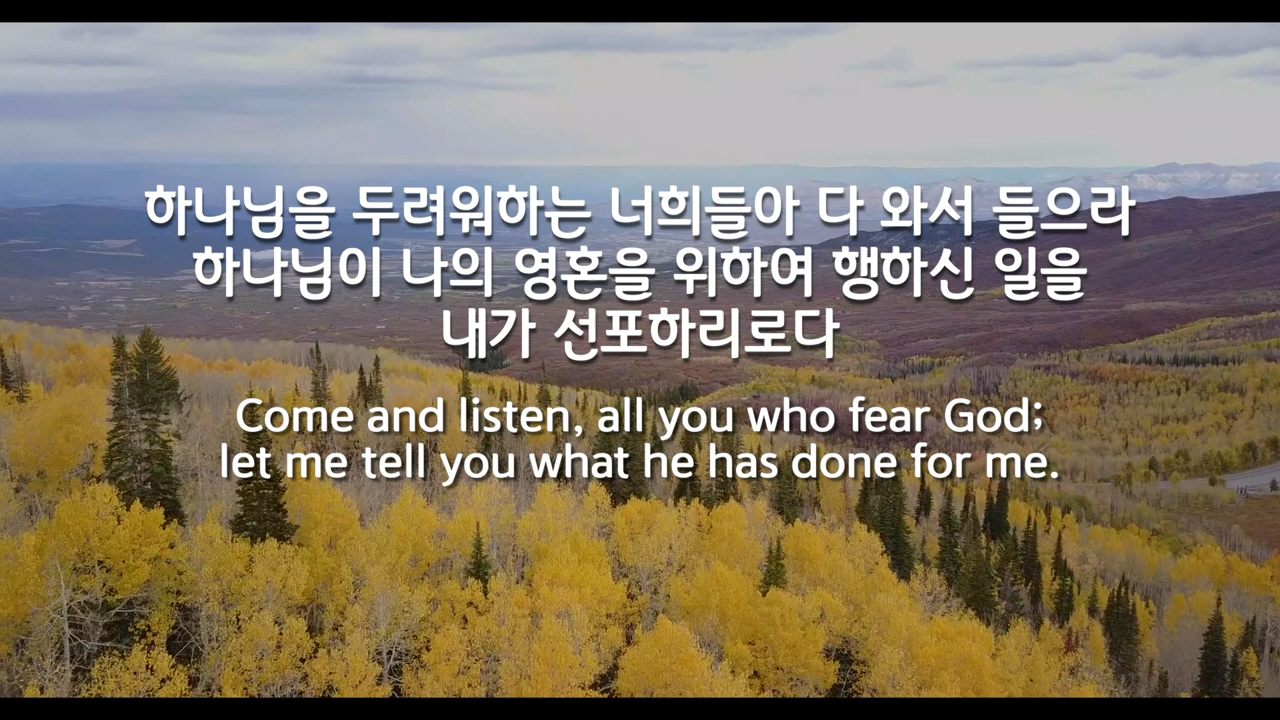 하나님을 두려워하는 너희들아 다 와서 들으라
하나님이 나의 영혼을 위하여 행하신 일을
내가 선포하리로다
Come and listen, all you who fear God;
let me tell you what he has done for me.